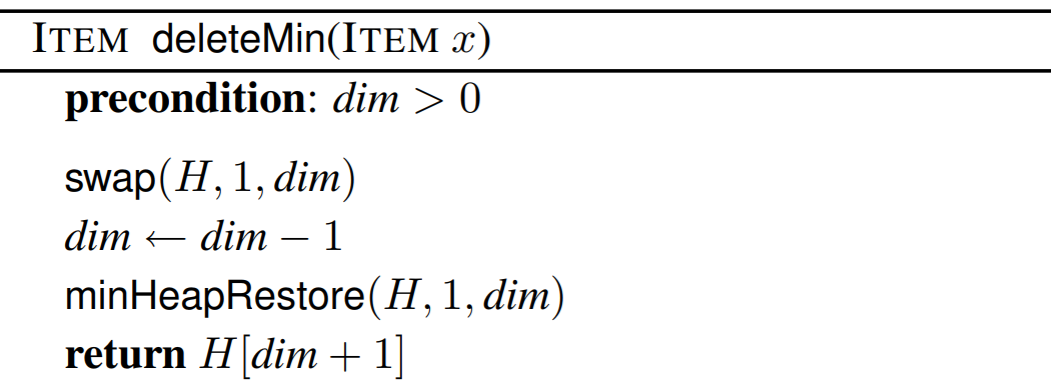 ITEM deleteMin(ITEM x)
precondition: dim > 0
swap(H, 1, dim)
dim ← dim − 1
minHeapRestore(H, 1, dim)
return H[dim + 1]